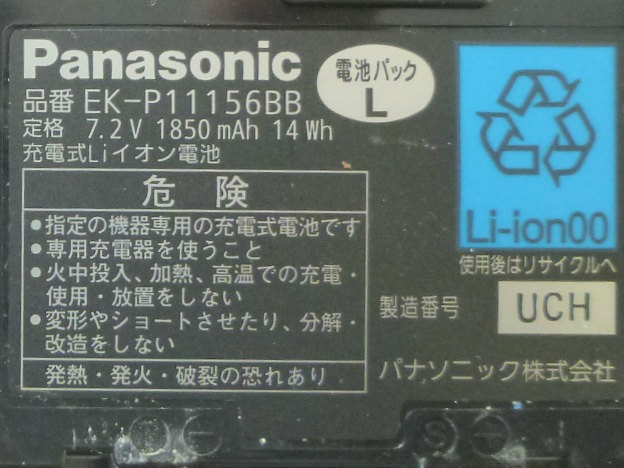 Panasonic
電池パック
L
品番 EK-P11156BB
定格 7.2V 1850mAh 14Wh
充電式Liイオン電池
危険
●指定の機器専用の充電式電池です
●専用充電器を使うこと
●火中投入、加熱、高温での充電・
使用・放置をしない
●変形やショートさせたり、分解・
改造をしない
発熱・発火・破裂の恐れあり
Li-ion00
使用後はリサイクルへ
製造番号 UCH
パナソニック株式会社